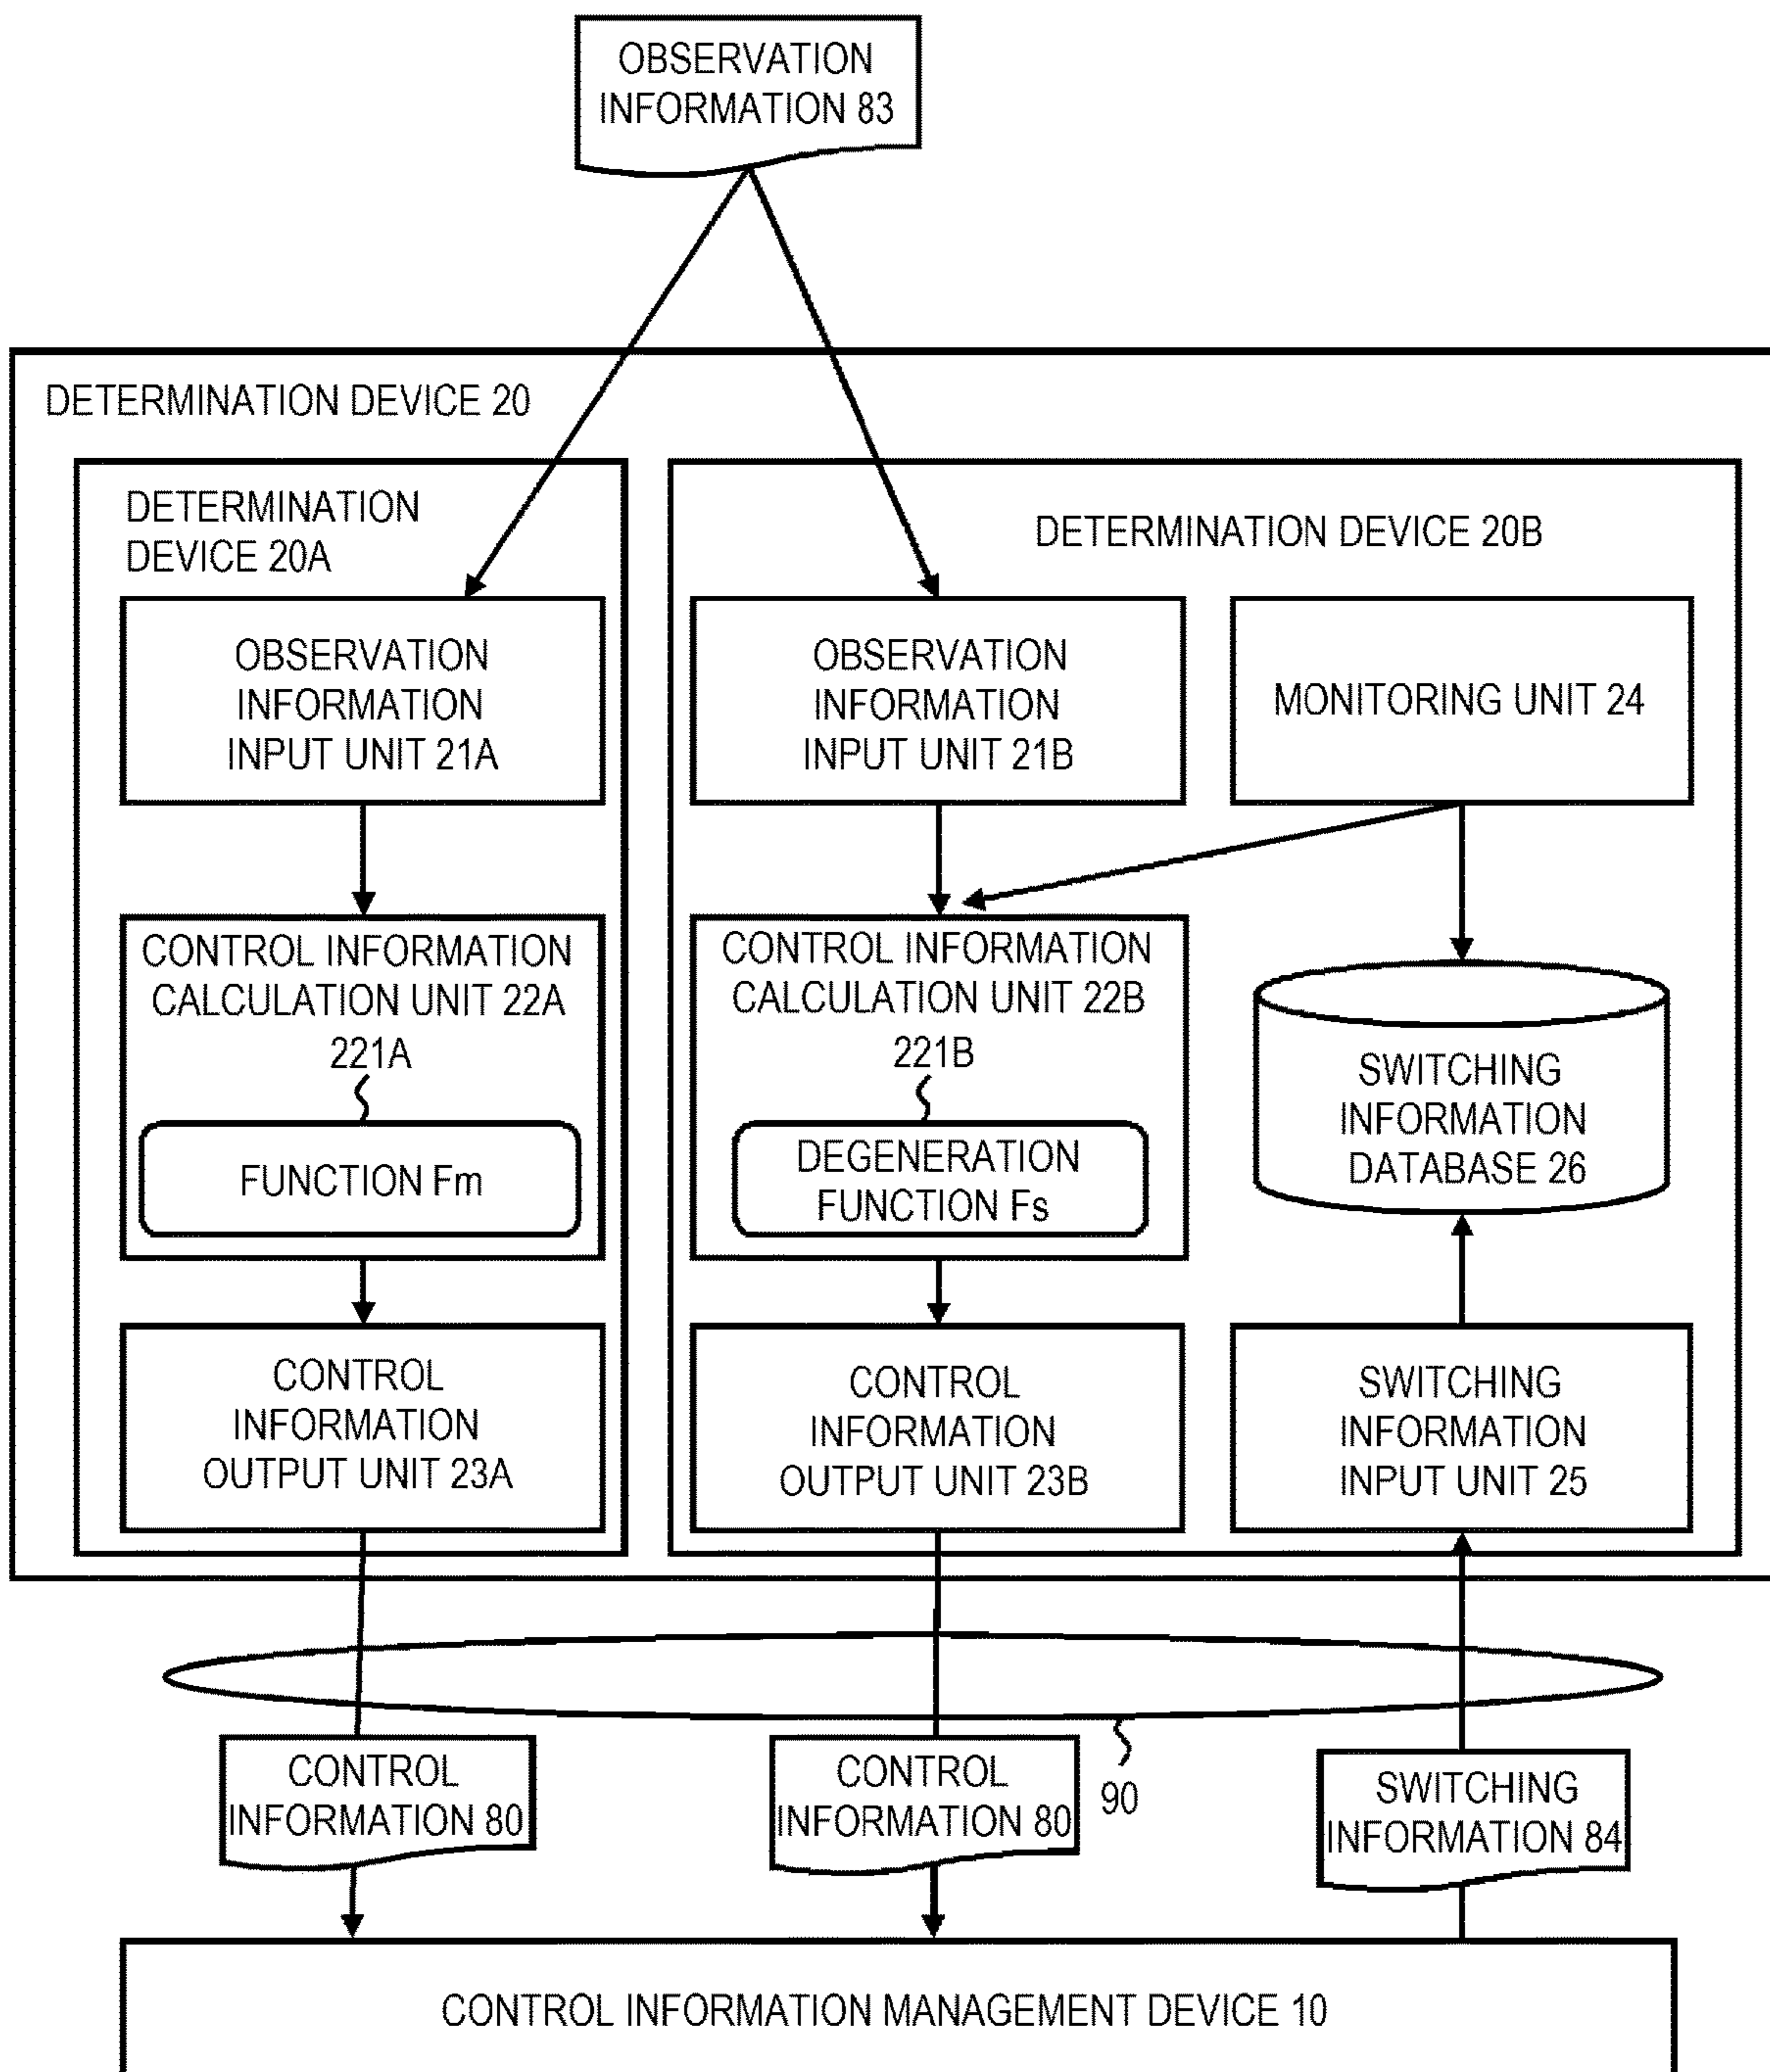 OBSERVATION
INFORMATION 83
DETERMINATION DEVICE 20
DETERMINATION
DEVICE 20A
DETERMINATION DEVICE 20B
OBSERVATION
INFORMATION
INPUT UNIT 21A
OBSERVATION
INFORMATION
INPUT UNIT 21B
MONITORING UNIT 24
CONTROL INFORMATION
CALCULATION UNIT 22A
221A
FUNCTION Fm
CONTROL INFORMATION
CALCULATION UNIT 22B
221B
DEGENERATION
FUNCTION Fs
SWITCHING
INFORMATION
DATABASE 26
CONTROL
INFORMATION
OUTPUT UNIT 23A
CONTROL
INFORMATION
OUTPUT UNIT 23B
SWITCHING
INFORMATION
INPUT UNIT 25
90
CONTROL
INFORMATION 80
CONTROL
INFORMATION 80
SWITCHING
INFORMATION 84
CONTROL INFORMATION MANAGEMENT DEVICE 10